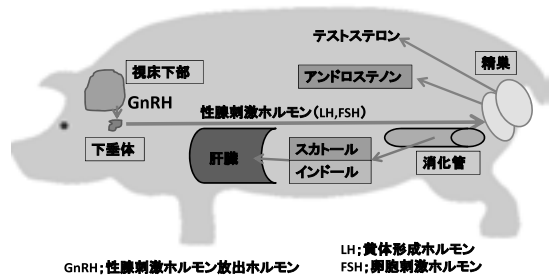 テストステロン
精巣
視床下部
アンドロステノン
GnRH
性腺刺激ホルモン(LH,FSH)
下垂体
肝臓
スカトール
インドール
消化管
LH;黄体形成ホルモン
GnRH;性腺刺激ホルモン放出ホルモン
FSH;卵胞刺激ホルモン